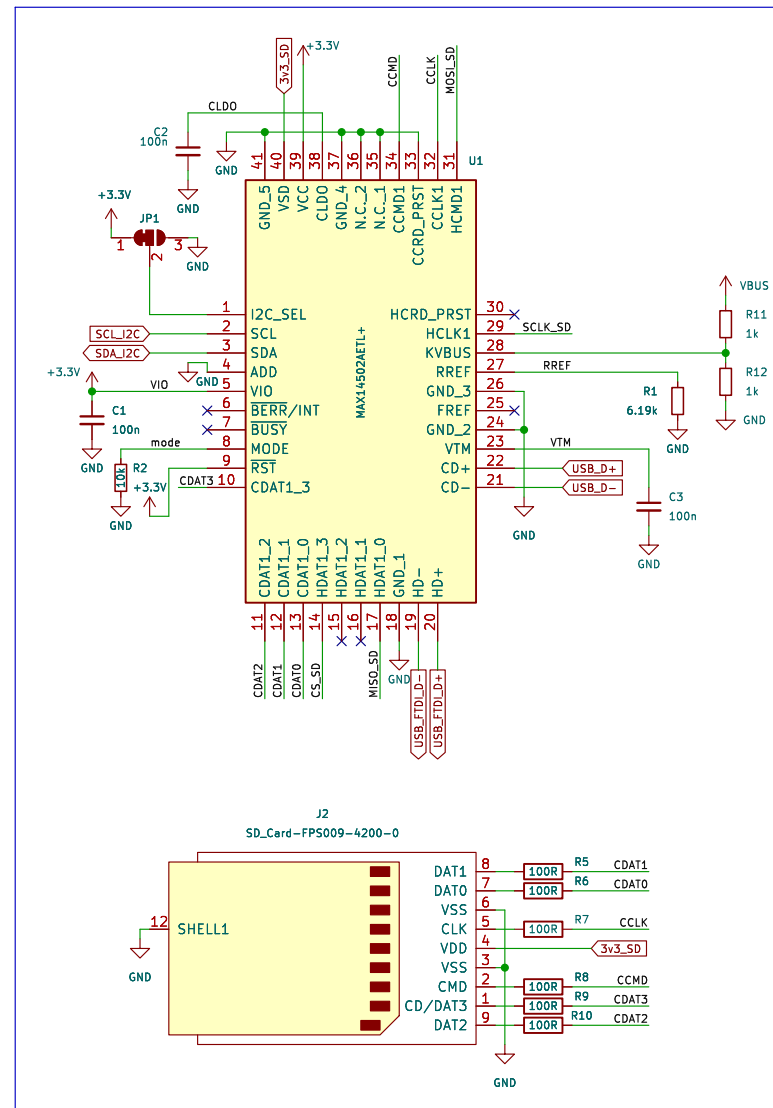 +3.3V
3v3_SD
CCMD
CCLK
MOSI_SD
CLDO
C2
100n
GND
GND
41
40
39
38
37
36
35
34
33
32
31
U1
GND_5
VSD
VCC
CLDO
GND_4
N.C._2
N.C._1
CCMD1
CCRD_PRST
CCLK1
HCMD1
+3.3V
JP1
1
2
3
GND
MAX14502AETL+
1 I2C_SEL
SCL_I2C 2 SCL
SDA_I2C 3 SDA
GND 4 ADD
+3.3V
VIO 5 VIO
6 BERR/INT
7 BUSY
mode 8 MODE
9 RST
CDAT3 10 CDAT1_3
C1
100n
GND
R2
10k
+3.3V
GND
HCRD_PRST 30
HCLK1 29 SCLK_SD
KVBUS 28
RREF 27 RREF
GND_3 26
FREF 25
GND_2 24
VTM 23 VTM
CD+ 22 USB_D+
CD- 21 USB_D-
VBUS
R11
1k
R12
1k
GND
R1
6.19k
GND
C3
100n
GND
GND
CDAT1_2
CDAT1_1
CDAT1_0
HDAT1_3
HDAT1_2
HDAT1_1
HDAT1_0
GND_1
HD-
HD+
11
12
13
14
15
16
17
18
19
20
CDAT2
CDAT1
CDAT0
CS_SD
MISO_SD
GND
USB_FTDI_D-
USB_FTDI_D+
J2
SD_Card-FPS009-4200-0
12 SHELL1
GND
DAT1 8 100R R5 CDAT1
DAT0 7 100R R6 CDAT0
VSS 6
CLK 5 100R R7 CCLK
VDD 4 3v3_SD
VSS 3
CMD 2 100R R8 CCMD
CD/DAT3 1 100R R9 CDAT3
DAT2 9 100R R10 CDAT2
GND